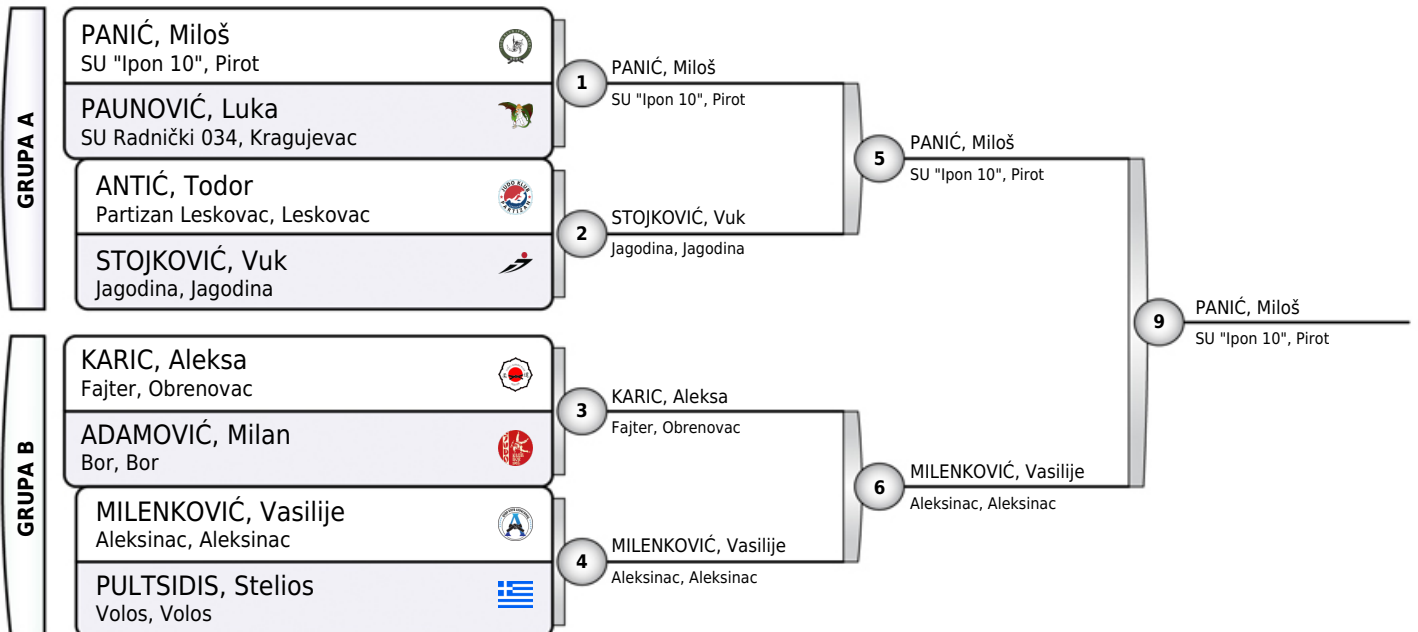 GRUPA A
PANIĆ, Miloš
SU "Ipon 10", Pirot
PAUNOVIĆ, Luka
SU Radnički 034, Kragujevac
ANTIĆ, Todor
Partizan Leskovac, Leskovac
STOJKOVIĆ, Vuk
Jagodina, Jagodina
1
PANIĆ, Miloš
SU "Ipon 10", Pirot
2
STOJKOVIĆ, Vuk
Jagodina, Jagodina
5
PANIĆ, Miloš
SU "Ipon 10", Pirot
GRUPA B
KARIC, Aleksa
Fajter, Obrenovac
ADAMOVIĆ, Milan
Bor, Bor
MILENKOVIĆ, Vasilije
Aleksinac, Aleksinac
PULTSIDIS, Stelios
Volos, Volos
3
KARIC, Aleksa
Fajter, Obrenovac
4
MILENKOVIĆ, Vasilije
Aleksinac, Aleksinac
6
MILENKOVIĆ, Vasilije
Aleksinac, Aleksinac
9
PANIĆ, Miloš
SU "Ipon 10", Pirot